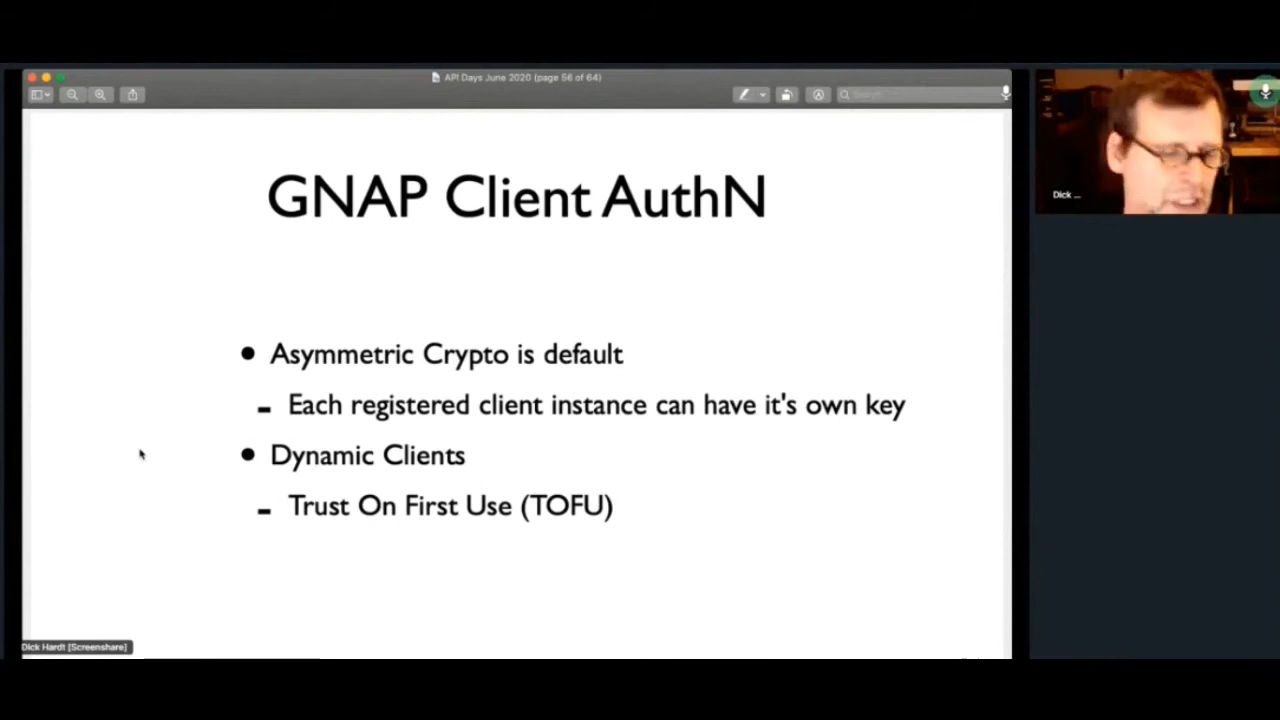 API Days June 2020 (page 56 of 64)
Search
GNAP Client AuthN
Asymmetric Crypto is default
Each registered client instance can have it's own key
Dynamic Clients
Trust On First Use (TOFU)
Dick Hardt [Screenshare]
Dick ...